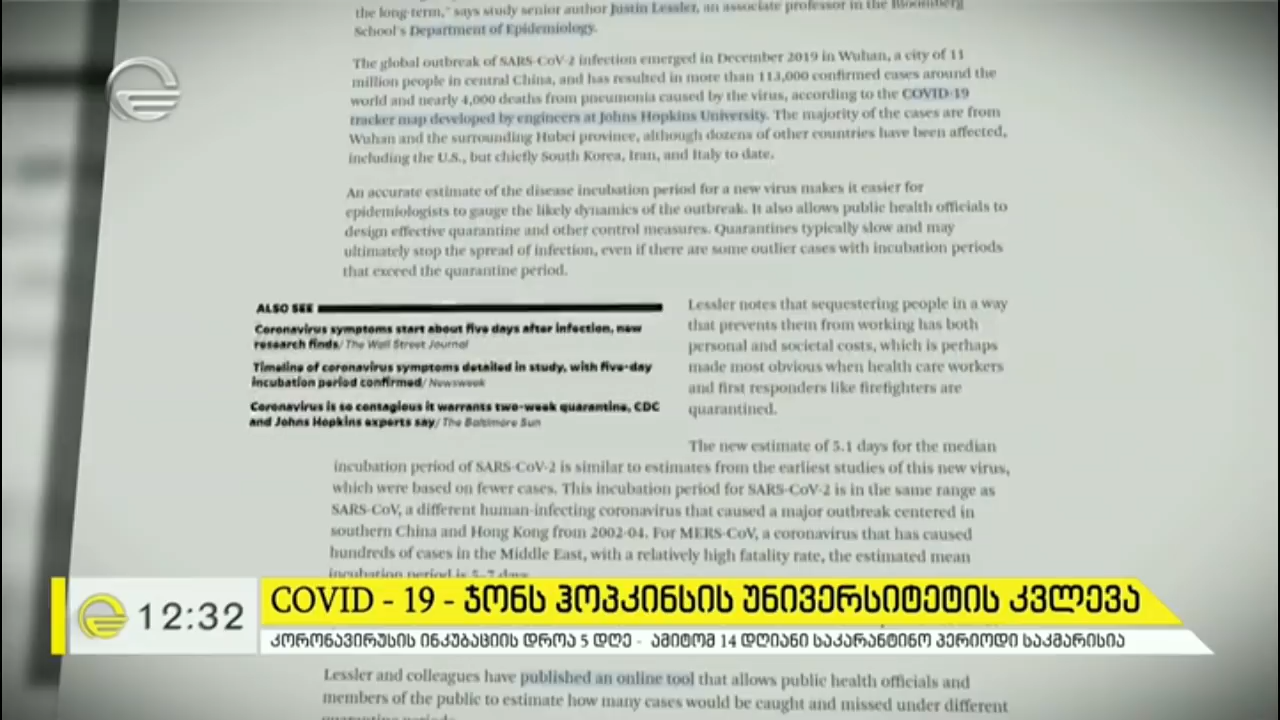 the long-term," says study senior author Justin Lessler, an associate professor in the Bloomberg
School's Department of Epidemiology.
The global outbreak of SARS-CoV-2 infection emerged in December 2019 in Wuhan, a city of 11
million people in central China, and has resulted in more than 113,000 confirmed cases around the
world and nearly 4,000 deaths from pneumonia caused by the virus, according to the COVID-19
tracker map developed by engineers at Johns Hopkins University. The majority of the cases are from
Wuhan and the surrounding Hubei province, although dozens of other countries have been affected,
including the U.S., but chiefly South Korea, Iran, and Italy to date.
An accurate estimate of the disease incubation period for a new virus makes it easier for
epidemiologists to gauge the likely dynamics of the outbreak. It also allows public health officials to
design effective quarantine and other control measures. Quarantines typically slow and may
ultimately stop the spread of infection, even if there are some outlier cases with incubation periods
that exceed the quarantine period.
ALSO SEE
Coronavirus symptoms start about five days after infection, new
research finds/ The Wall Street Journal
Timeline of coronavirus symptoms detailed in study, with five-day
incubation period confirmed/ Newsweek
Coronavirus is so contagious it warrants two-week quarantine, CDC
and Johns Hopkins experts say/ The Baltimore Sun
Lessler notes that sequestering people in a way
that prevents them from working has both
personal and societal costs, which is perhaps
made most obvious when health care workers
and first responders like firefighters are
quarantined.
The new estimate of 5.1 days for the median
incubation period of SARS-CoV-2 is similar to estimates from the earliest studies of this new virus,
which were based on fewer cases. This incubation period for SARS-CoV-2 is in the same range as
SARS-CoV, a different human-infecting coronavirus that caused a major outbreak centered in
southern China and Hong Kong from 2002-04. For MERS-CoV, a coronavirus that has caused
hundreds of cases in the Middle East, with a relatively high fatality rate, the estimated mean
incubation period is 5-7 days.
12:32
COVID - 19 - ჯონს ჰოპკინსის უნივერსიტეტის კვლევა
კორონავირუსის ინკუბაციის დროა 5 დღე - ამიტომ 14 დღიანი საკარანტინო პერიოდი საკმარისია
Lessler and colleagues have published an online tool that allows public health officials and
members of the public to estimate how many cases would be caught and missed under different